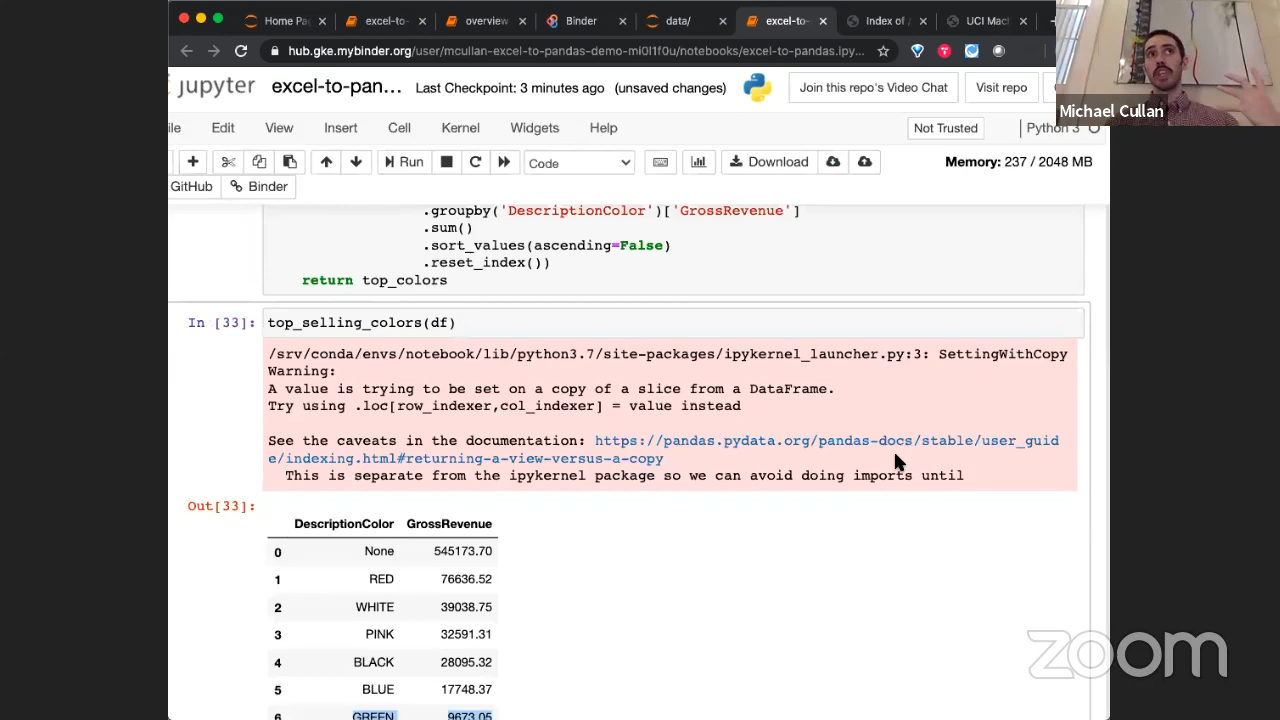 Home Pa
excel-to-
overview
Binder
data/
excel-to-
Index of
UCI Mach
hub.gke.mybinder.org/user/mcullan-excel-to-pandas-demo-mi0l1f0u/notebooks/excel-to-pandas.ipy...
jupyter
excel-to-pan...
Last Checkpoint: 3 minutes ago (unsaved changes)
Join this repo's Video Chat
Visit repo
Michael Cullan
ile
Edit
View
Insert
Cell
Kernel
Widgets
Help
Not Trusted
Python 3
Run
Code
Download
Memory: 237 / 2048 MB
GitHub
Binder
.groupby('DescriptionColor')['GrossRevenue']
.sum()
.sort_values(ascending=False)
.reset_index())
return top_colors
In [33]:
top_selling_colors(df)
/srv/conda/envs/notebook/lib/python3.7/site-packages/ipykernel_launcher.py:3: SettingWithCopy
Warning:
A value is trying to be set on a copy of a slice from a DataFrame.
Try using .loc[row_indexer,col_indexer] = value instead
See the caveats in the documentation: https://pandas.pydata.org/pandas-docs/stable/user_guid
e/indexing.html#returning-a-view-versus-a-copy
This is separate from the ipykernel package so we can avoid doing imports until
Out[33]:
DescriptionColor GrossRevenue
0 None 545173.70
1 RED 76636.52
2 WHITE 39038.75
3 PINK 32591.31
4 BLACK 28095.32
5 BLUE 17748.37
6 GREEN 9673.05
zoom